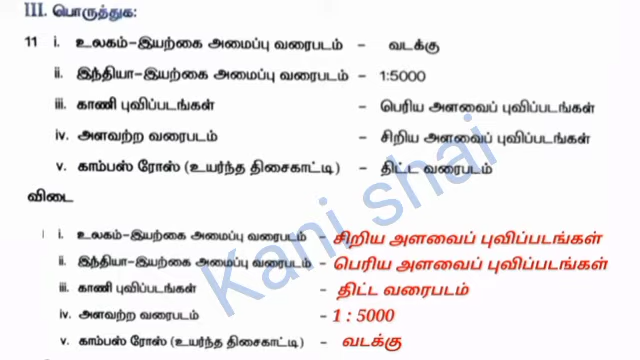 III. பொருத்துக:
11 i. உலகம்-இயற்கை அமைப்பு வரைபடம் - வடக்கு
ii. இந்தியா-இயற்கை அமைப்பு வரைபடம் - 1:5000
iii. காணி புவிப்படங்கள் - பெரிய அளவைப் புவிப்படங்கள்
iv. அளவற்ற வரைபடம் - சிறிய அளவைப் புவிப்படங்கள்
v. காம்பஸ் ரோஸ் (உயர்ந்த திசைகாட்டி) - திட்ட வரைபடம்
விடை
i. உலகம்-இயற்கை அமைப்பு வரைபடம் - சிறிய அளவைப் புவிப்படங்கள்
ii. இந்தியா-இயற்கை அமைப்பு வரைபடம் - பெரிய அளவைப் புவிப்படங்கள்
iii. காணி புவிப்படங்கள் - திட்ட வரைபடம்
iv. அளவற்ற வரைபடம் - 1 : 5000
v. காம்பஸ் ரோஸ் (உயர்ந்த திசைகாட்டி) - வடக்கு
Kani shai